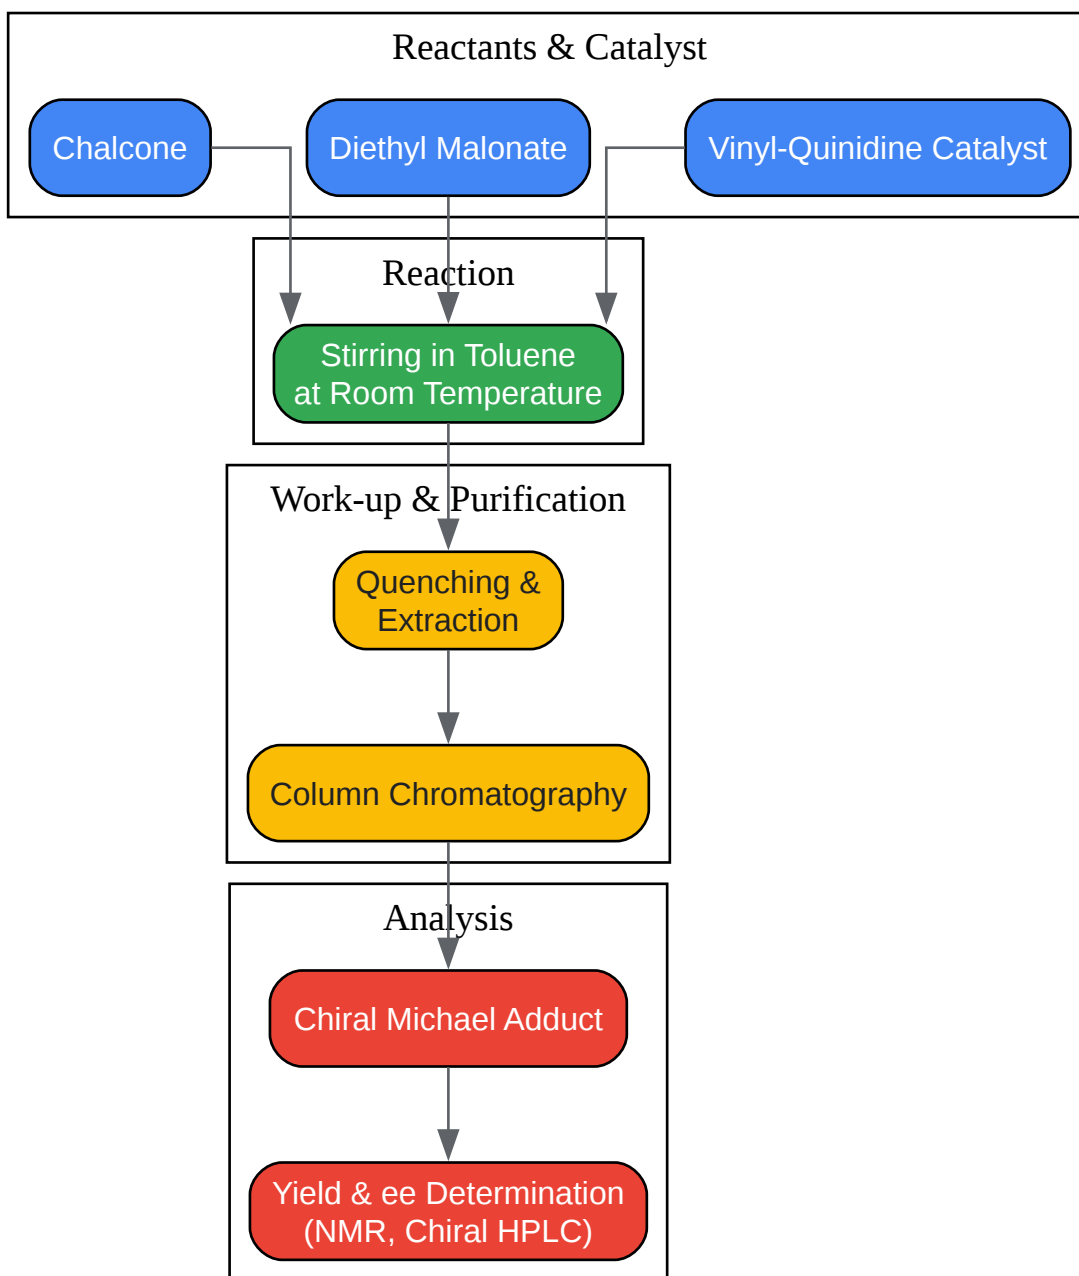 Reactants & Catalyst
Chalcone
Diethyl Malonate
Vinyl-Quinidine Catalyst
Reaction
Stirring in Toluene
at Room Temperature
Work-up & Purification
Quenching &
Extraction
Column Chromatography
Analysis
Chiral Michael Adduct
Yield & ee Determination
(NMR, Chiral HPLC)